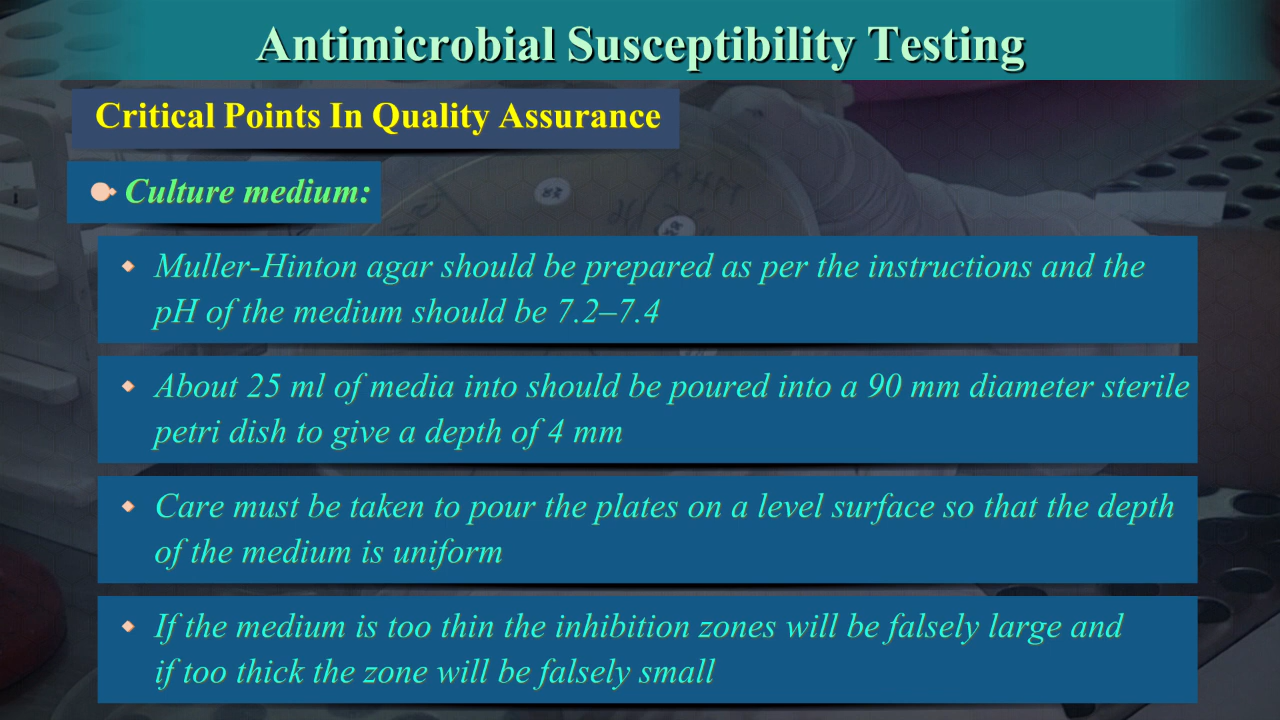 Antimicrobial Susceptibility Testing
Critical Points In Quality Assurance
Culture medium:
Muller-Hinton agar should be prepared as per the instructions and the
pH of the medium should be 7.2–7.4
About 25 ml of media into should be poured into a 90 mm diameter sterile
petri dish to give a depth of 4 mm
Care must be taken to pour the plates on a level surface so that the depth
of the medium is uniform
If the medium is too thin the inhibition zones will be falsely large and
if too thick the zone will be falsely small